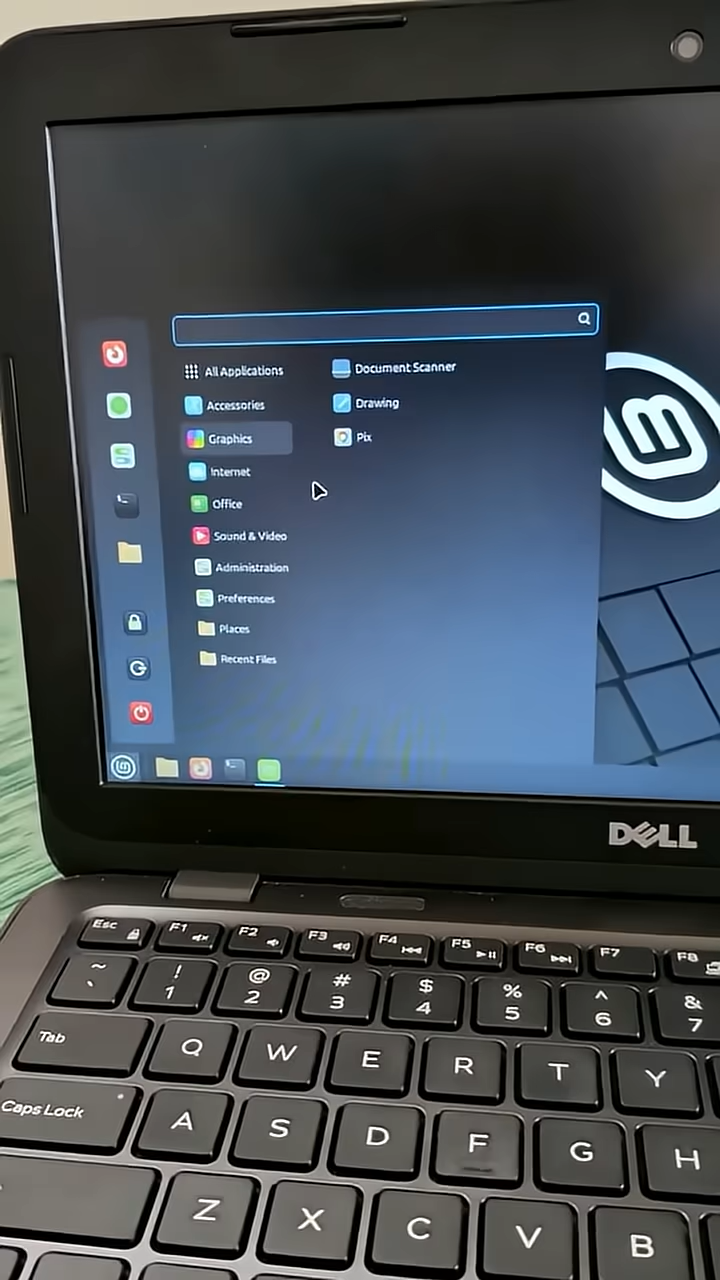 All Applications
Document Scanner
Accessories
Drawing
Graphics
Pix
Internet
Office
Sound & Video
Administration
Preferences
Places
Recent Files
DELL
Esc F1 F2 F3 F4 F5 F6 F7 F8
~ ` ! 1 @ 2 # 3 $ 4 % 5 ^ 6 & 7
Tab Q W E R T Y
Caps Lock A S D F G H
Z X C V B